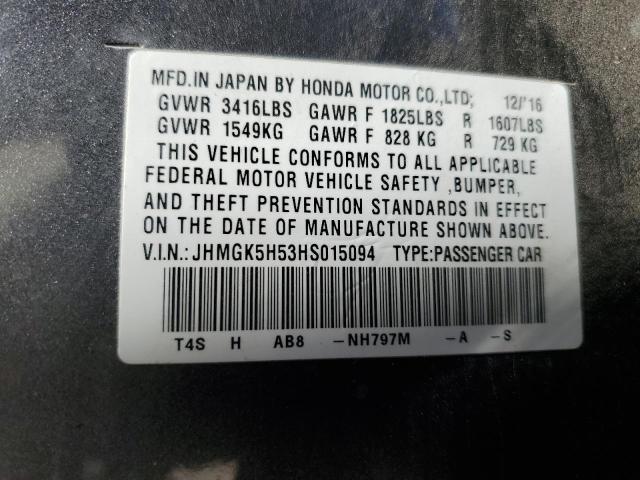 MFD.IN JAPAN BY HONDA MOTOR CO.,LTD; 12/'16
GVWR 3416LBS GAWR F 1825LBS R 1607LBS
GVWR 1549KG GAWR F 828 KG R 729 KG
THIS VEHICLE CONFORMS TO ALL APPLICABLE
FEDERAL MOTOR VEHICLE SAFETY ,BUMPER,
AND THEFT PREVENTION STANDARDS IN EFFECT
ON THE DATE OF MANUFACTURE SHOWN ABOVE.
V.I.N.:JHMGK5H53HS015094 TYPE:PASSENGER CAR
T4S H AB8 -NH797M -A -S